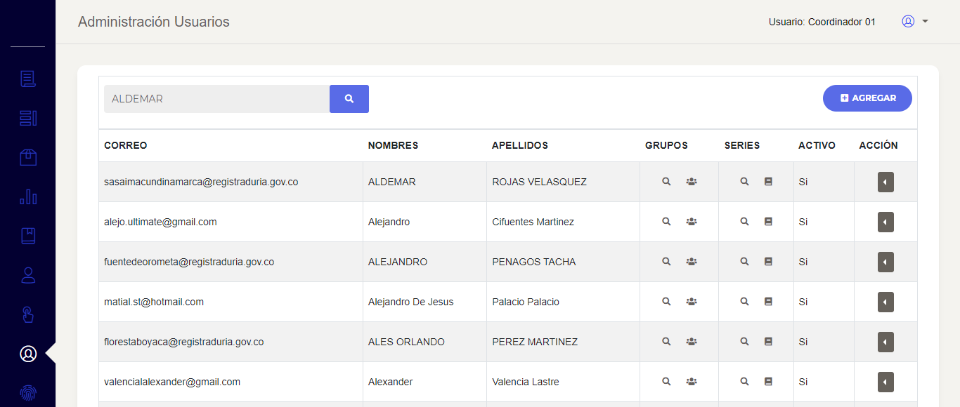 Administración Usuarios
Usuario: Coordinador 01
ALDEMAR
AGREGAR
CORREO NOMBRES APELLIDOS GRUPOS SERIES ACTIVO ACCIÓN
sasaimacundinamarca@registraduria.gov.co ALDEMAR ROJAS VELASQUEZ Si
alejo.ultimate@gmail.com Alejandro Cifuentes Martinez Si
fuentedeorometa@registraduria.gov.co ALEJANDRO PENAGOS TACHA Si
matial.st@hotmail.com Alejandro De Jesus Palacio Palacio Si
florestaboyaca@registraduria.gov.co ALES ORLANDO PEREZ MARTINEZ Si
valencialalexander@gmail.com Alexander Valencia Lastre Si